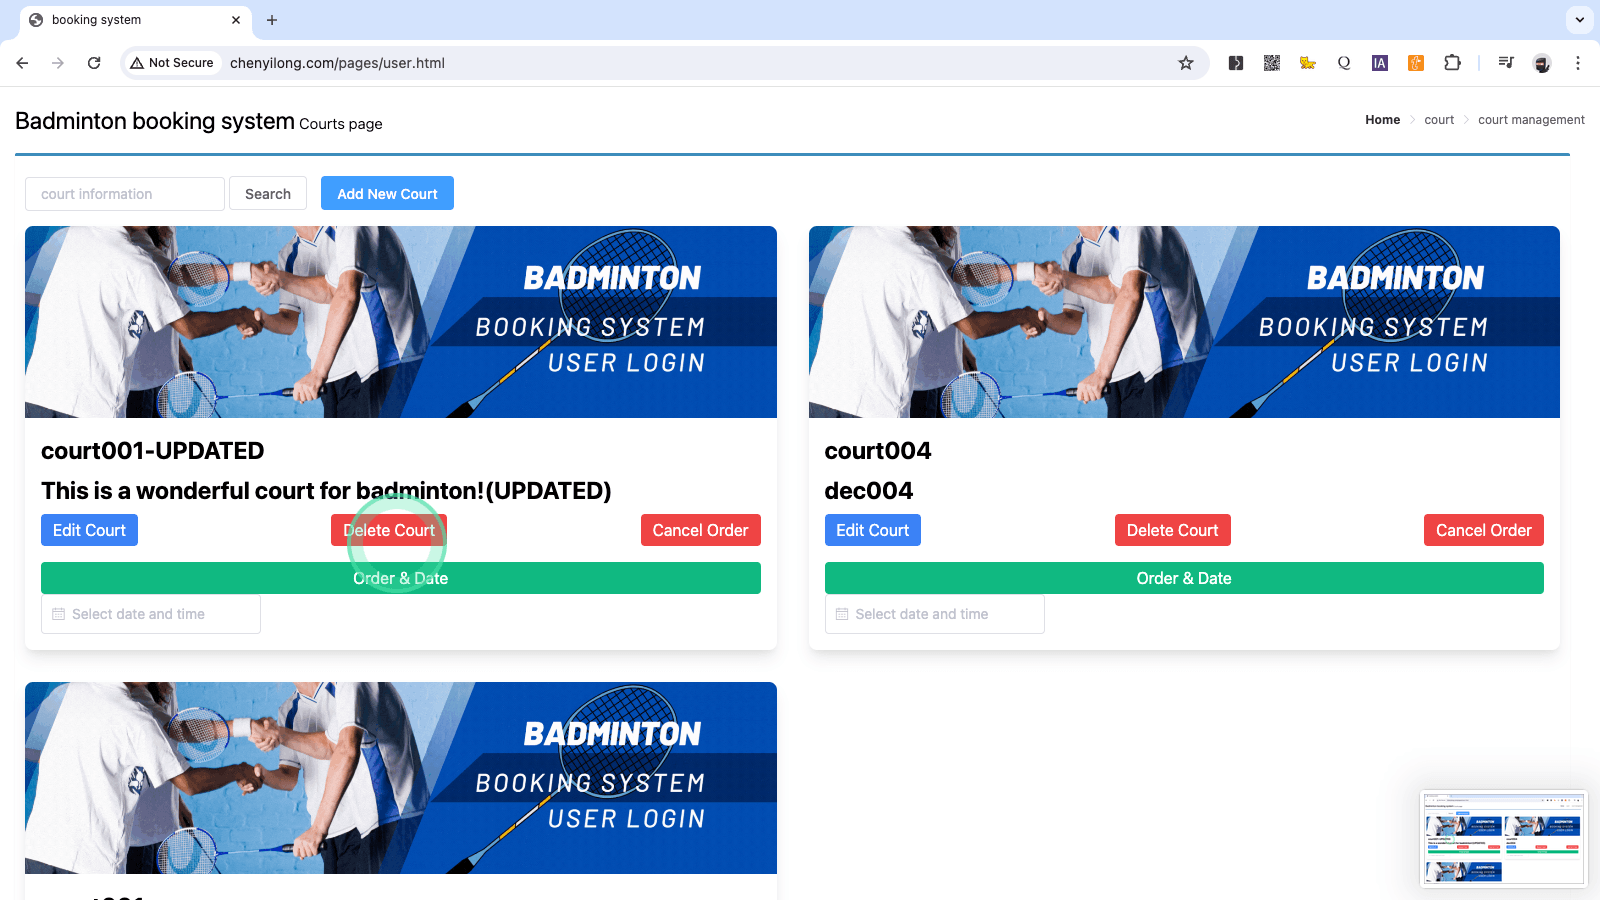 booking system
Not Secure
chenyilong.com/pages/user.html
Badminton booking system Courts page
Home court court management
court information Search Add New Court
BADMINTON
BOOKING SYSTEM
USER LOGIN
BADMINTON
BOOKING SYSTEM
USER LOGIN
court001-UPDATED
This is a wonderful court for badminton!(UPDATED)
Edit Court Delete Court Cancel Order
Order & Date
Select date and time
court004
dec004
Edit Court Delete Court Cancel Order
Order & Date
Select date and time
BADMINTON
BOOKING SYSTEM
USER LOGIN